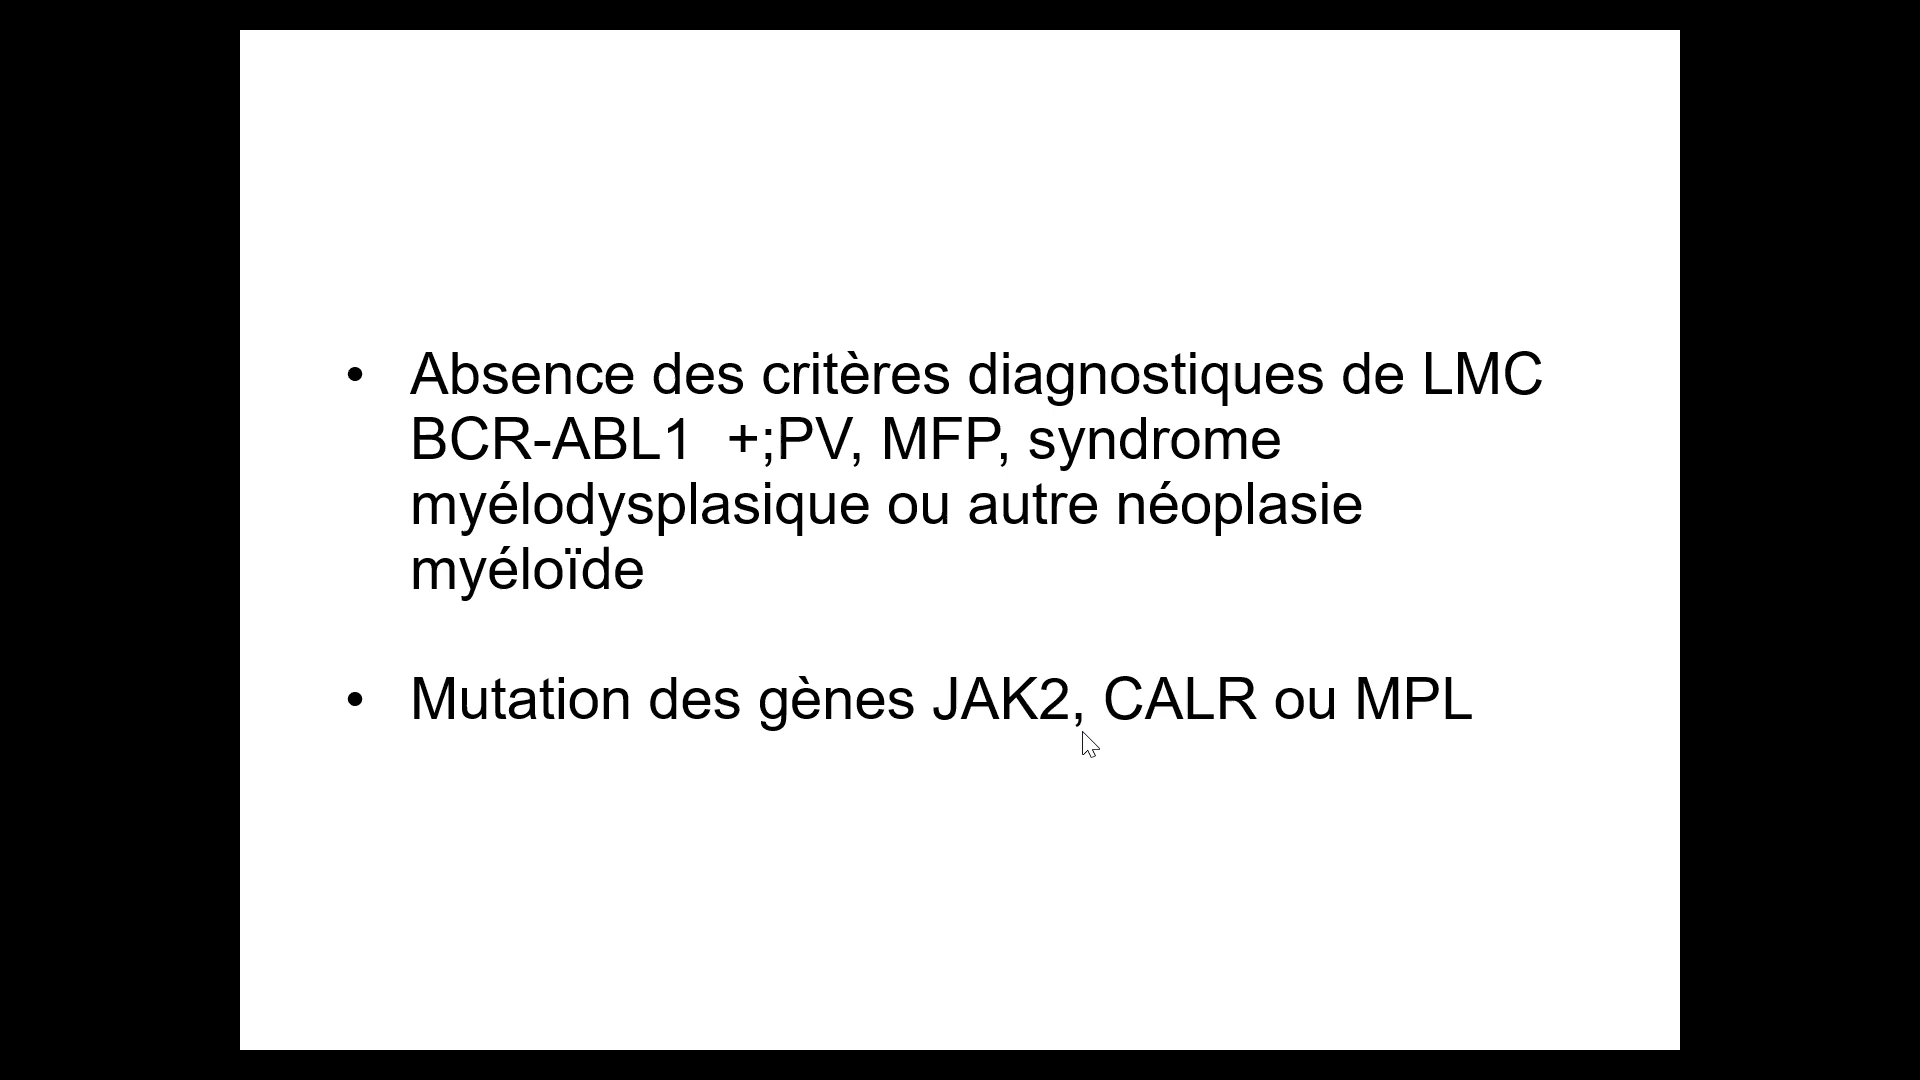 • Absence des critères diagnostiques de LMC
BCR-ABL1  +;PV, MFP, syndrome
myélodysplasique ou autre néoplasie
myéloïde
• Mutation des gènes JAK2, CALR ou MPL